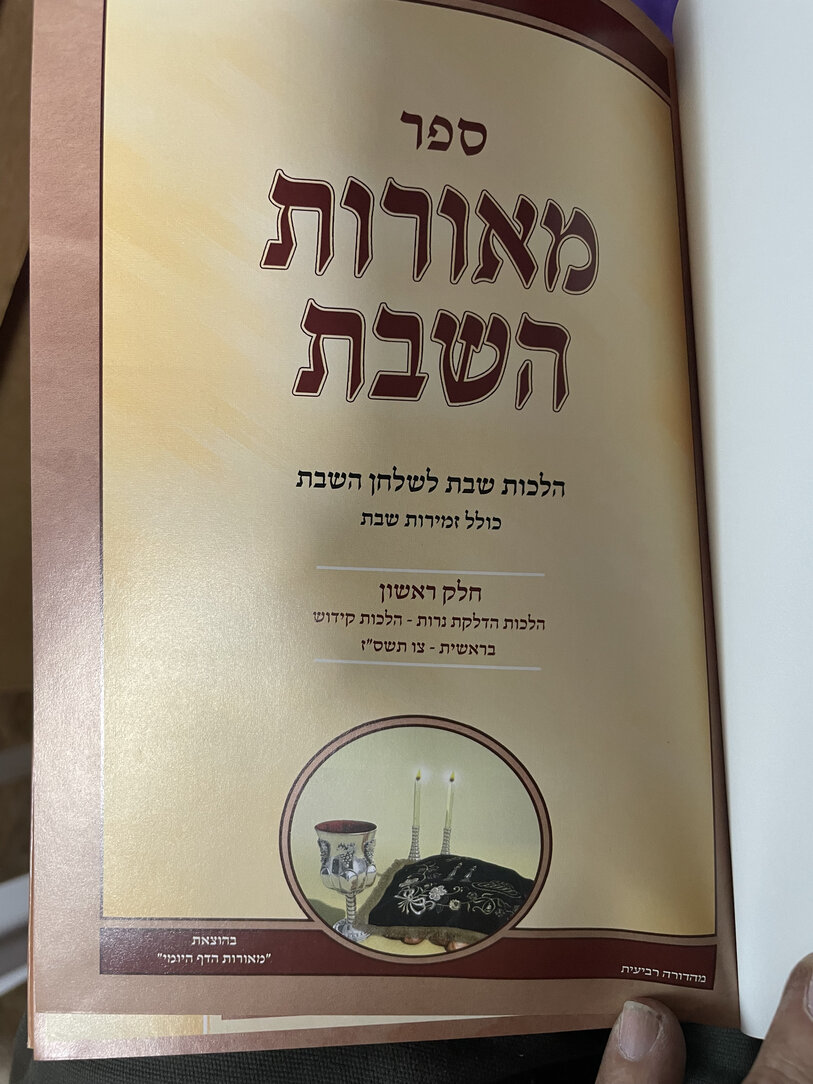 ספר
מאורות
השבת
הלכות שבת לשלחן השבת
כולל זמירות שבת
חלק ראשון
הלכות הדלקת נרות - הלכות קידוש
בראשית - צו תשס"ז
בהוצאת
"מאורות הדף היומי"
מהדורה רביעית